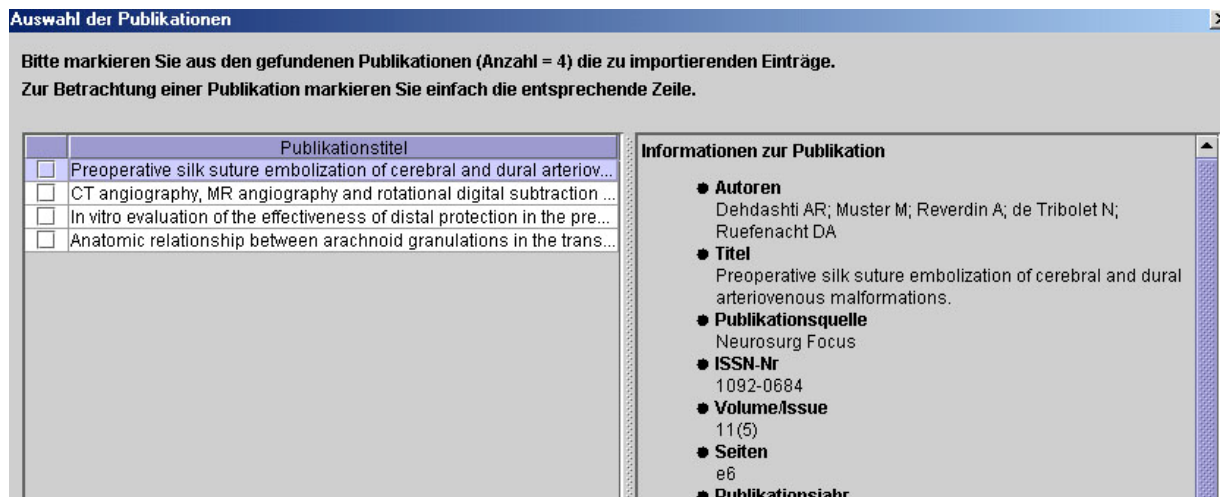 Auswahl der Publikationen
Bitte markieren Sie aus den gefundenen Publikationen (Anzahl = 4) die zu importierenden Einträge.
Zur Betrachtung einer Publikation markieren Sie einfach die entsprechende Zeile.
Publikationstitel
Preoperative silk suture embolization of cerebral and dural arteriov...
CT angiography, MR angiography and rotational digital subtraction ...
In vitro evaluation of the effectiveness of distal protection in the pre...
Anatomic relationship between arachnoid granulations in the trans...
Informationen zur Publikation
Autoren
Dehdashti AR; Muster M; Reverdin A; de Tribolet N;
Ruefenacht DA
Titel
Preoperative silk suture embolization of cerebral and dural
arteriovenous malformations.
Publikationsquelle
Neurosurg Focus
ISSN-Nr
1092-0684
Volume/Issue
11(5)
Seiten
e6
Publikationsjahr